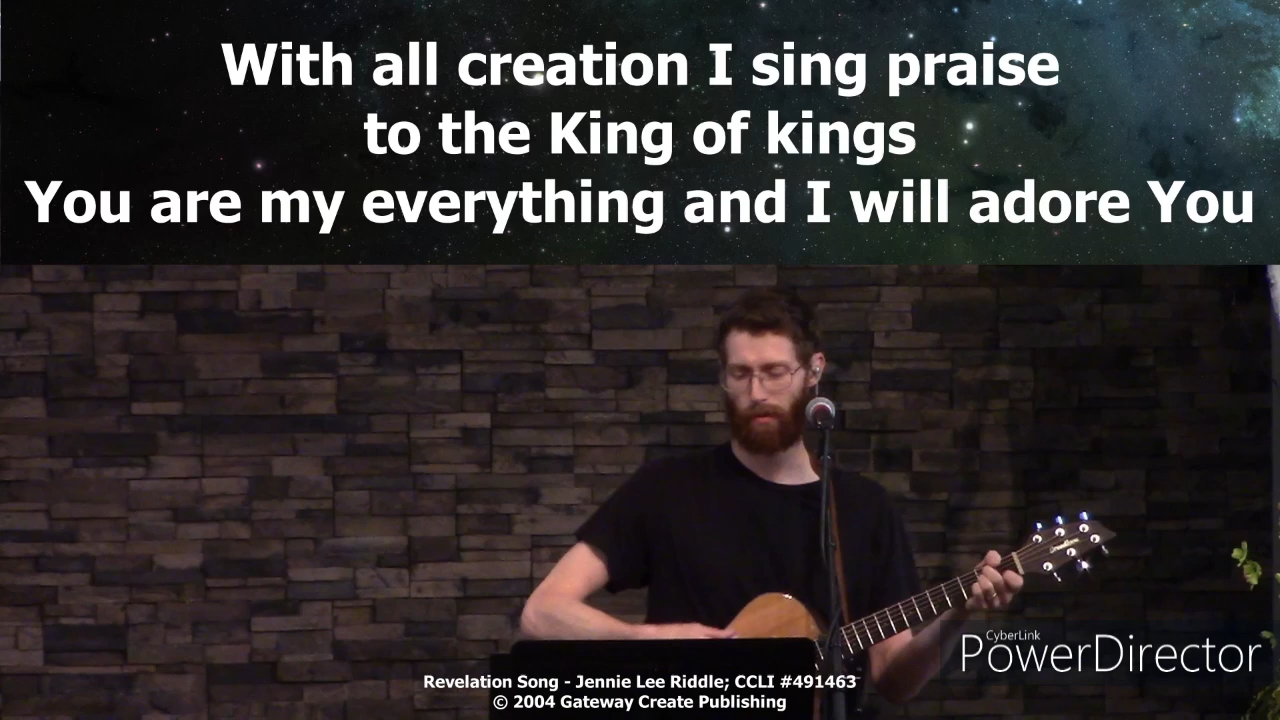 With all creation I sing praise
to the King of kings
You are my everything and I will adore You
CyberLink
PowerDirector
Revelation Song - Jennie Lee Riddle; CCLI #491463
© 2004 Gateway Create Publishing